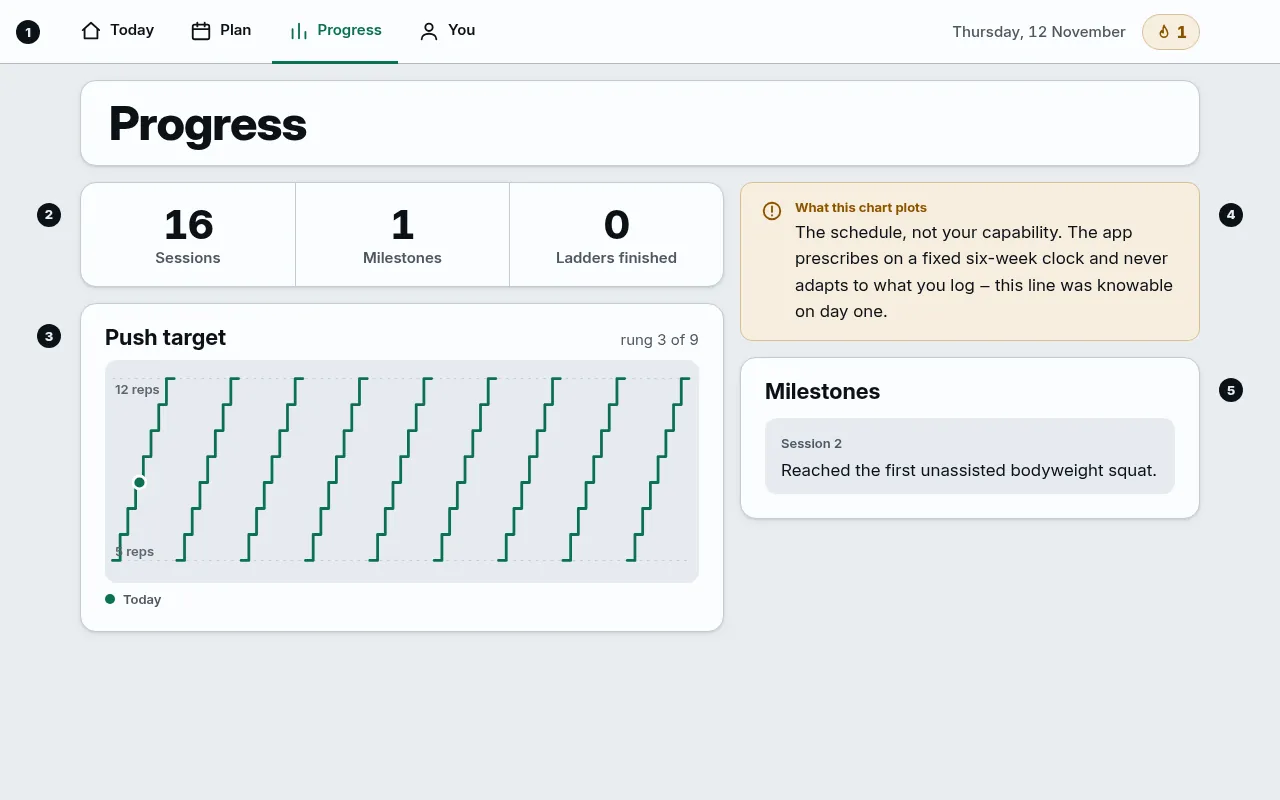 1
Today
Plan
Progress
You
Thursday, 12 November
1
Progress
2
16
Sessions
1
Milestones
0
Ladders finished
3
Push target
rung 3 of 9
12 reps
5 reps
Today
4
What this chart plots
The schedule, not your capability. The app
prescribes on a fixed six-week clock and never
adapts to what you log – this line was knowable
on day one.
5
Milestones
Session 2
Reached the first unassisted bodyweight squat.